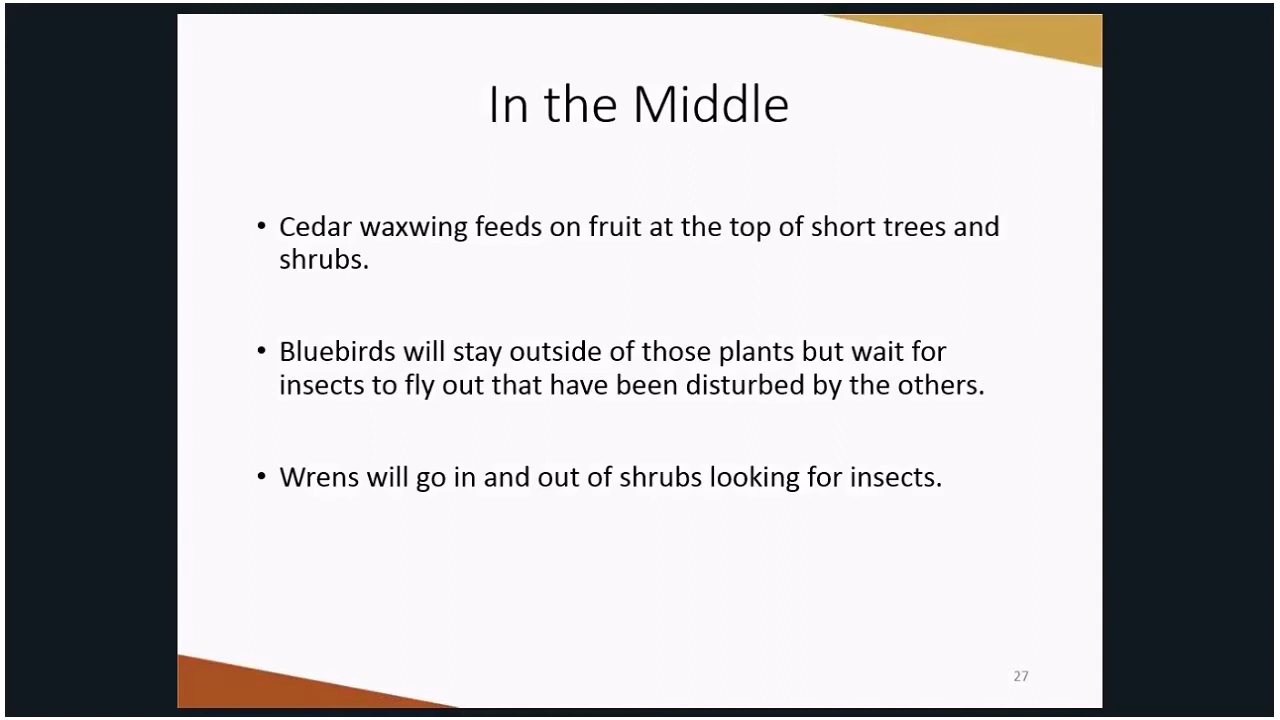 In the Middle
• Cedar waxwing feeds on fruit at the top of short trees and
shrubs.
• Bluebirds will stay outside of those plants but wait for
insects to fly out that have been disturbed by the others.
• Wrens will go in and out of shrubs looking for insects.
27